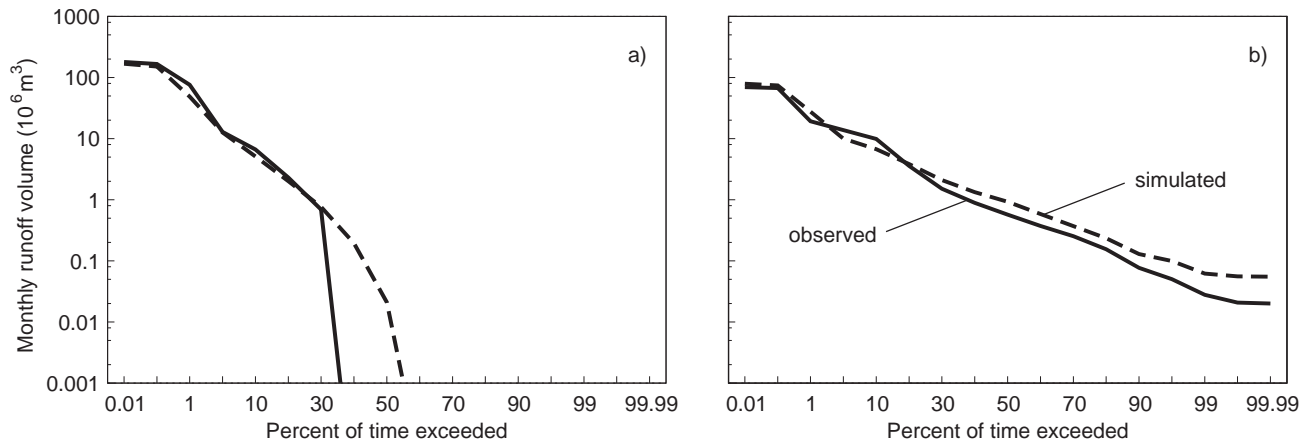 Monthly runoff volume (10⁶m³)
1000
100
10
1
0.1
0.01
0.001
a)
0.01 1 10 30 50 70 90 99 99.99
Percent of time exceeded
b)
simulated
observed
0.01 1 10 30 50 70 90 99 99.99
Percent of time exceeded